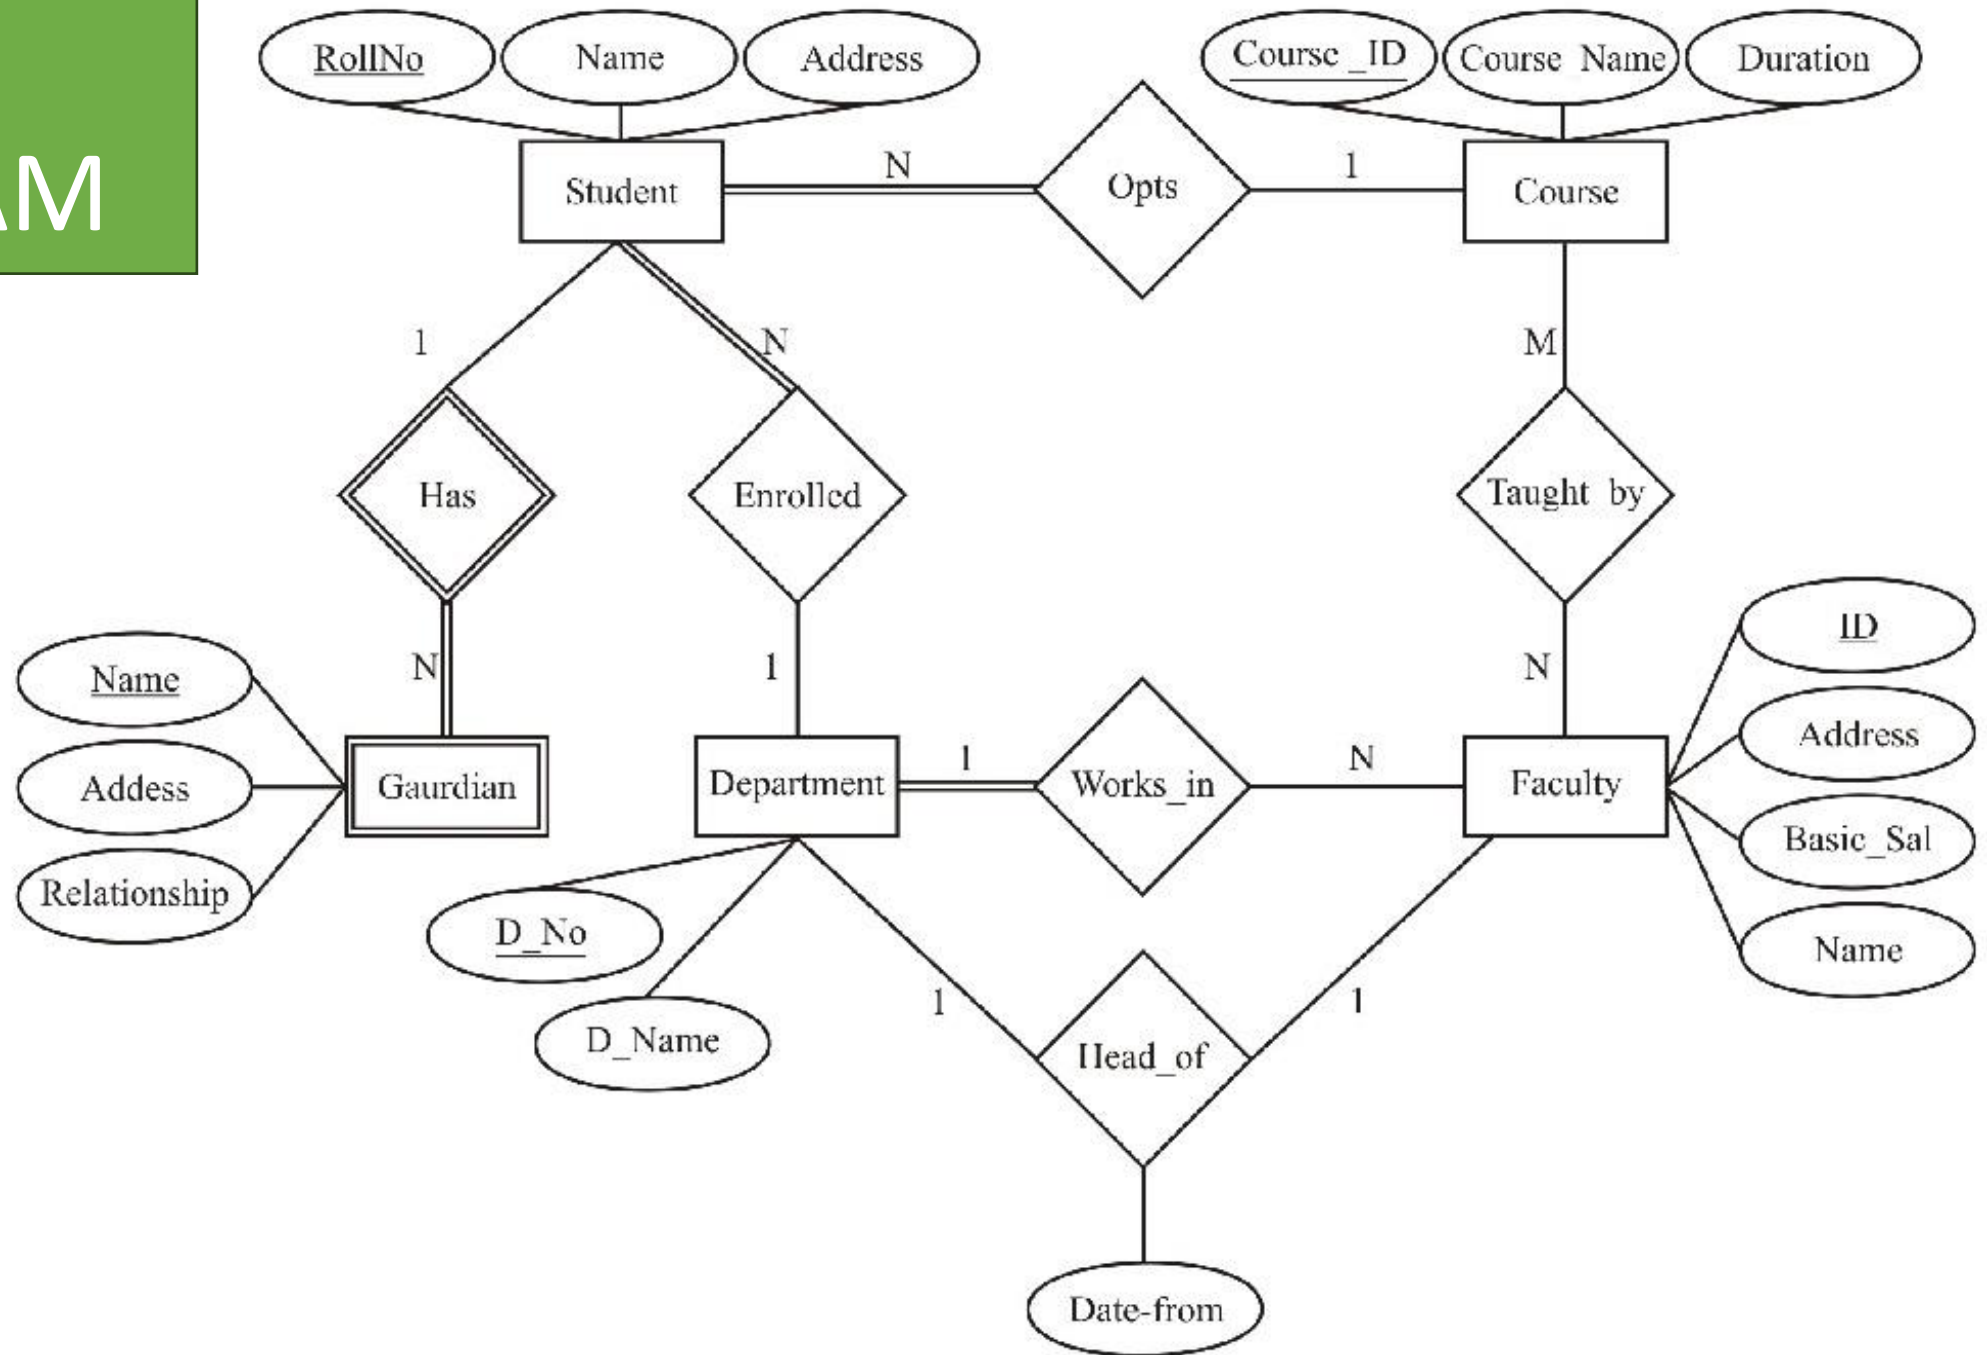 AM
RollNo
Name
Address
Course _ID
Course Name
Duration
Student
N
Opts
1
Course
1
N
M
Has
Enrolled
Taught by
Name
N
1
N
ID
Addess
Gaurdian
Department
1
Works_in
N
Faculty
Address
Relationship
Basic_Sal
D_No
Name
D_Name
1
Head_of
1
Date-from